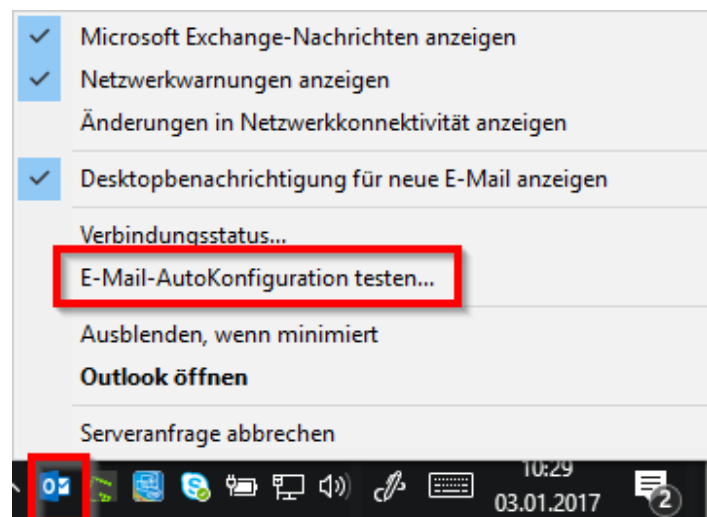 Microsoft Exchange-Nachrichten anzeigen
Netzwerkwarnungen anzeigen
Änderungen in Netzwerkkonnektivität anzeigen
Desktopbenachrichtigung für neue E-Mail anzeigen
Verbindungsstatus...
E-Mail-AutoKonfiguration testen...
Ausblenden, wenn minimiert
Outlook öffnen
Serveranfrage abbrechen
10:29
03.01.2017
2